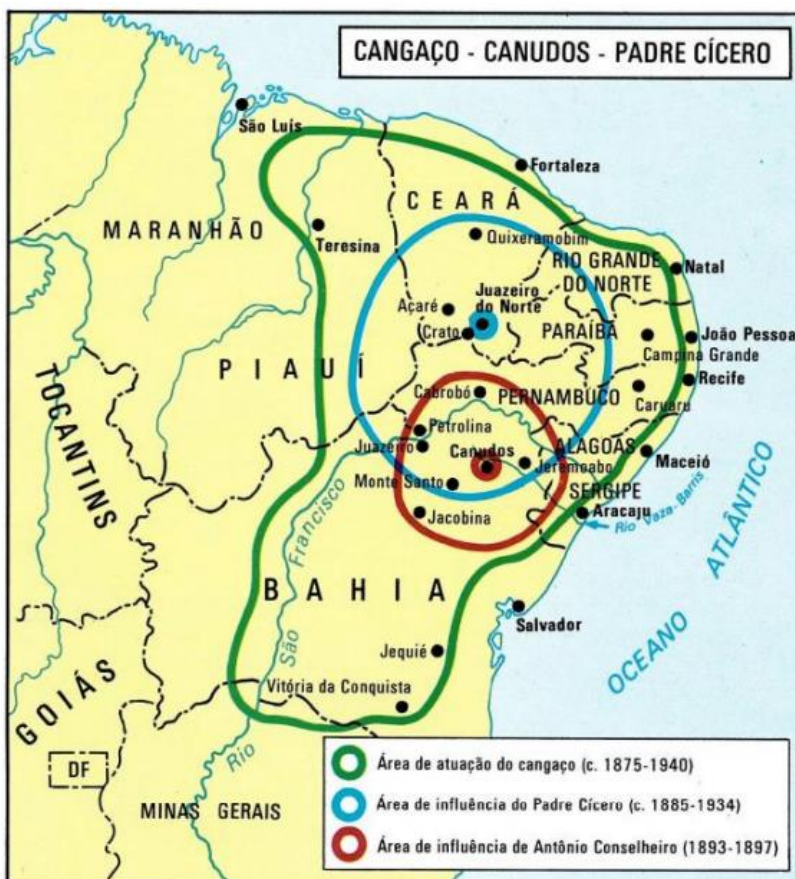 CANGAÇO - CANUDOS - PADRE CÍCERO
São Luís
Fortaleza
CEARÁ
MARANHÃO
Teresina
Quixeramobim
RIO GRANDE
DO NORTE
Natal
Juazeiro
do Norte
Açaré
Crato
PARAÍBA
João Pessoa
Campina Grande
PIAUÍ
Recife
TOCANTINS
Cabrobó
PERNAMBUCO
Caruaru
Petrolina
Juazeiro
ALAGOAS
Canudos
Jeremoabo
Maceió
Monte Santo
SERGIPE
Aracaju
Jacobina
Rio Vaza-Barris
Rio São Francisco
BAHIA
Salvador
OCEANO ATLÂNTICO
Jequié
Vitória da Conquista
GOIÁS
DF
MINAS GERAIS
Área de atuação do cangaço (c. 1875-1940)
Área de influência do Padre Cícero (c. 1885-1934)
Área de influência de Antônio Conselheiro (1893-1897)